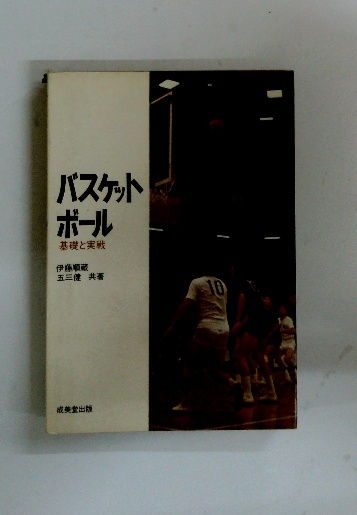 バスケット
ボール
基礎と実戦
伊藤順蔵
五三健 共著
成美堂出版
10